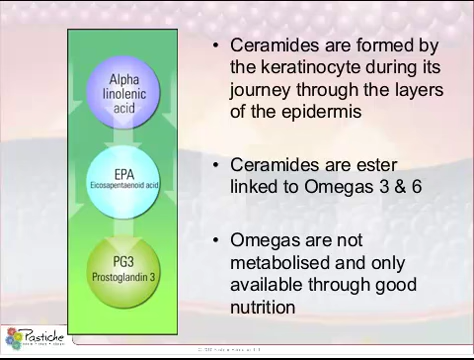 Alpha
linolenic
acid
EPA
Eicosapentaenoid acid
PG3
Prostoglandin 3
• Ceramides are formed by
the keratinocyte during its
journey through the layers
of the epidermis
• Ceramides are ester
linked to Omegas 3 & 6
• Omegas are not
metabolised and only
available through good
nutrition
Pastiche